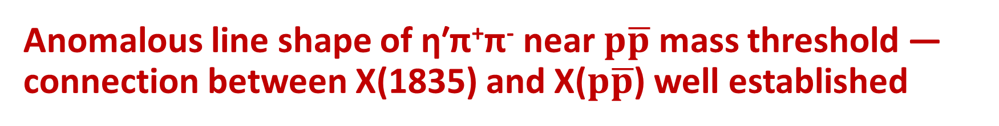 Anomalous line shape of η′π⁺π⁻ near pp̅ mass threshold —
connection between X(1835) and X(pp̅) well established